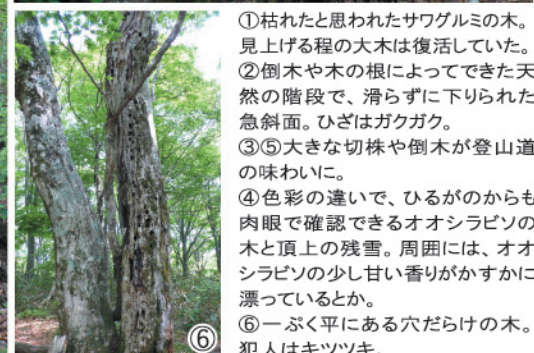 ①枯れたと思われたサワグルミの木。
見上げる程の大木は復活していた。
②倒木や木の根によってできた天
然の階段で、滑らずに下りられた
急斜面。ひざはガクガク。
③⑤大きな切株や倒木が登山道
の味わいに。
④色彩の違いで、ひるがのからも
肉眼で確認できるオオシラビソの
木と頂上の残雪。周囲には、オオ
シラビソの少し甘い香りがかすかに
漂っているとか。
⑥一ぷく平にある穴だらけの木。
犯人はキツツキ。
⑥